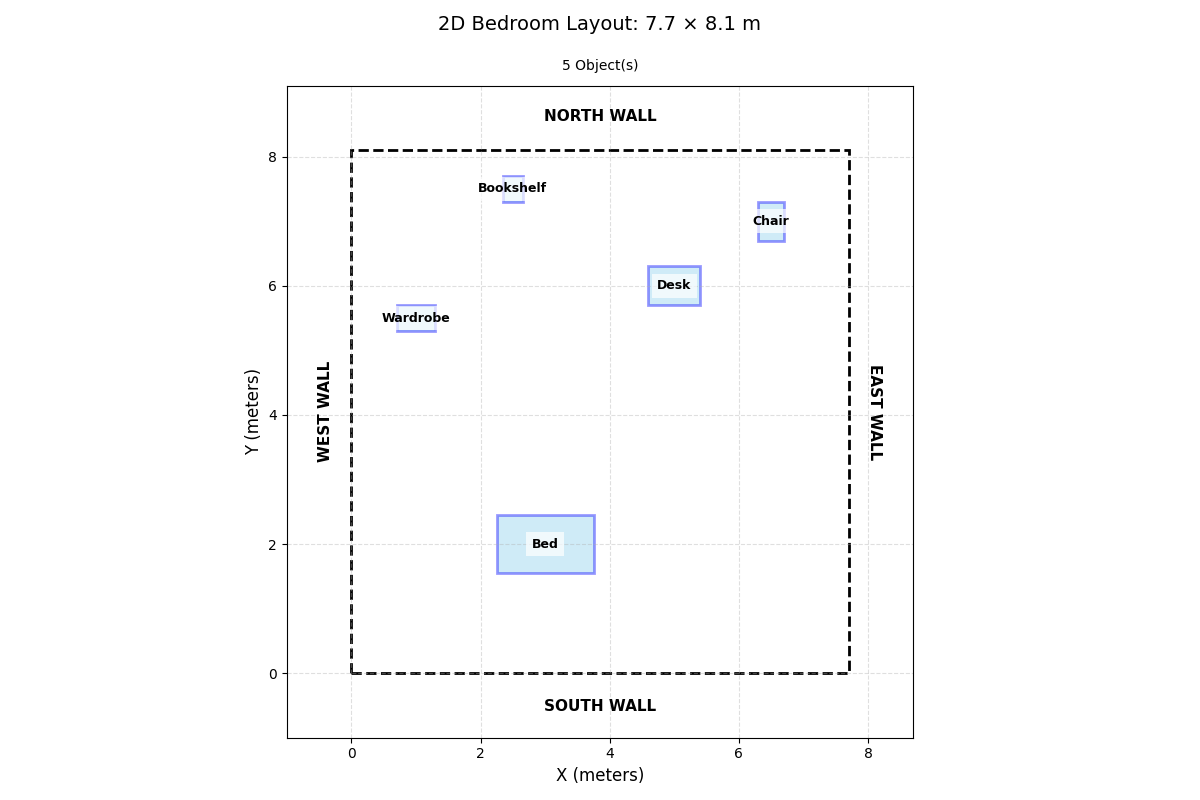 2D Bedroom Layout: 7.7 × 8.1 m
5 Object(s)
NORTH WALL
Bookshelf
Chair
Desk
Wardrobe
WEST WALL
EAST WALL
Bed
SOUTH WALL
8
6
4
2
0
Y (meters)
0 2 4 6 8
X (meters)